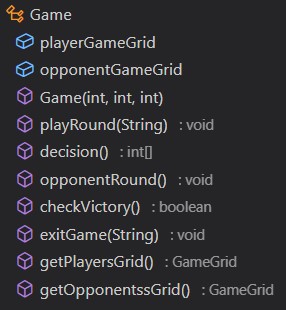 Game
playerGameGrid
opponentGameGrid
Game(int, int, int)
playRound(String) : void
decision() : int[]
opponentRound() : void
checkVictory() : boolean
exitGame(String) : void
getPlayersGrid() : GameGrid
getOpponentssGrid() : GameGrid